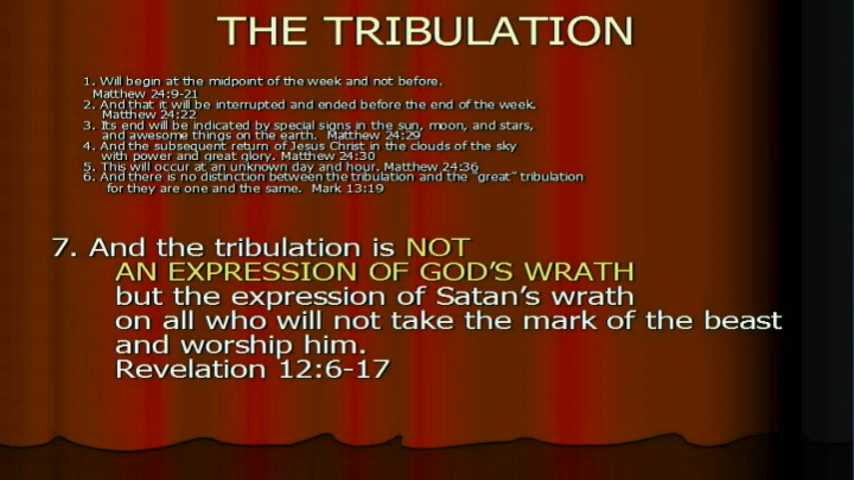 THE TRIBULATION
1. Will begin at the midpoint of the week and not before.
Matthew 24:9-21
2. And that it will be interrupted and ended before the end of the week.
Matthew 24:22
3. Its end will be indicated by special signs in the sun, moon, and stars,
and awesome things on the earth. Matthew 24:29
4. And the subsequent return of Jesus Christ in the clouds of the sky
with power and great glory. Matthew 24:30
5. This will occur at an unknown day and hour. Matthew 24:36
6. And there is no distinction between the tribulation and the "great" tribulation
for they are one and the same. Mark 13:19
7. And the tribulation is NOT
AN EXPRESSION OF GOD'S WRATH
but the expression of Satan's wrath
on all who will not take the mark of the beast
and worship him.
Revelation 12:6-17